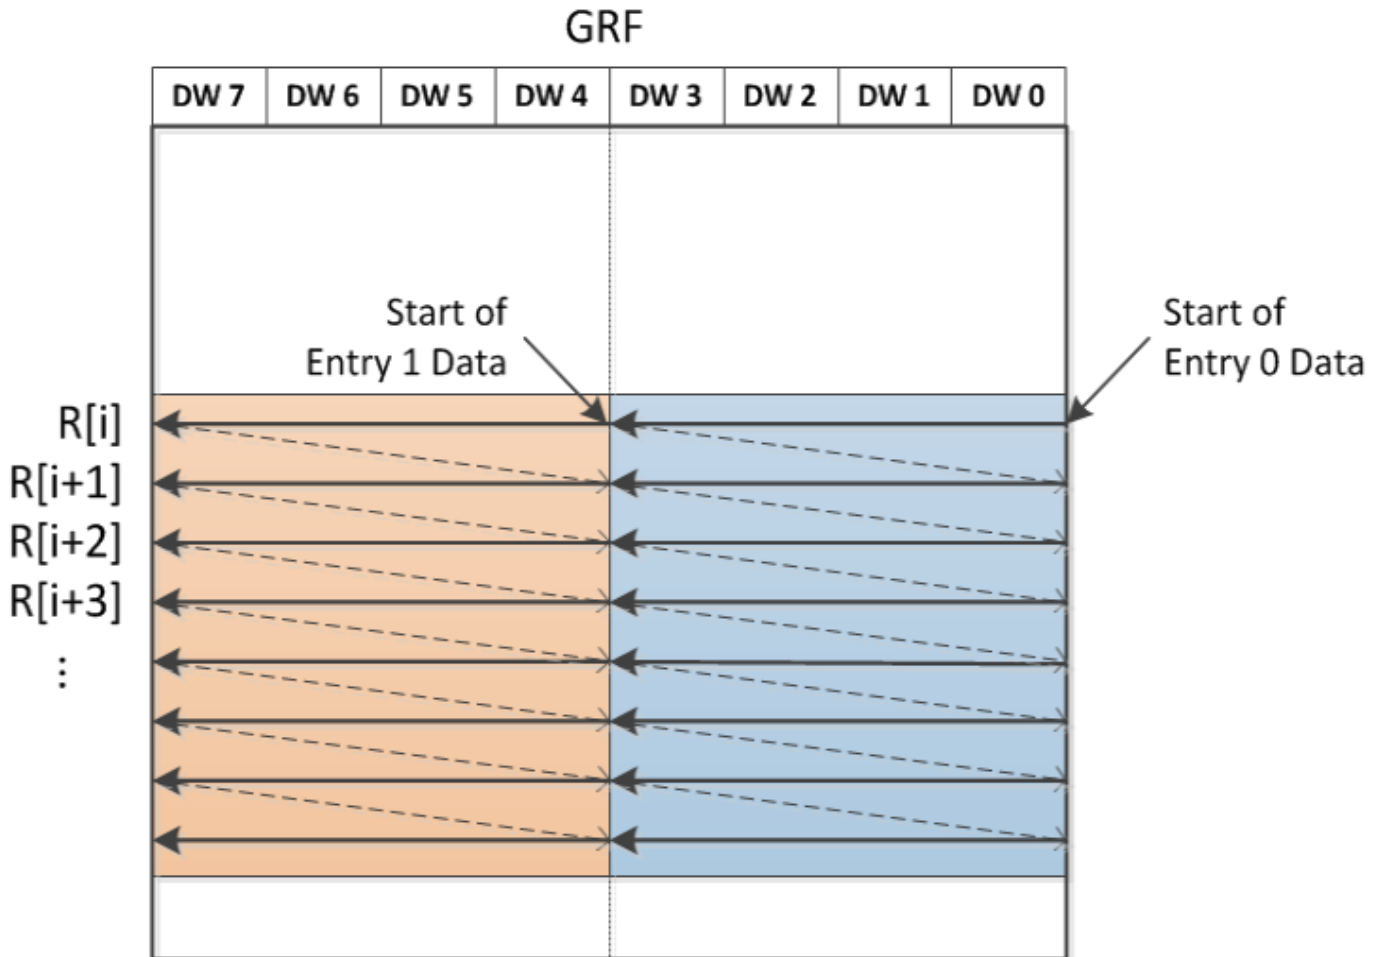 GRF
DW 7 DW 6 DW 5 DW 4 DW 3 DW 2 DW 1 DW 0
Start of
Entry 1 Data
Start of
Entry 0 Data
R[i]
R[i+1]
R[i+2]
R[i+3]
⋮